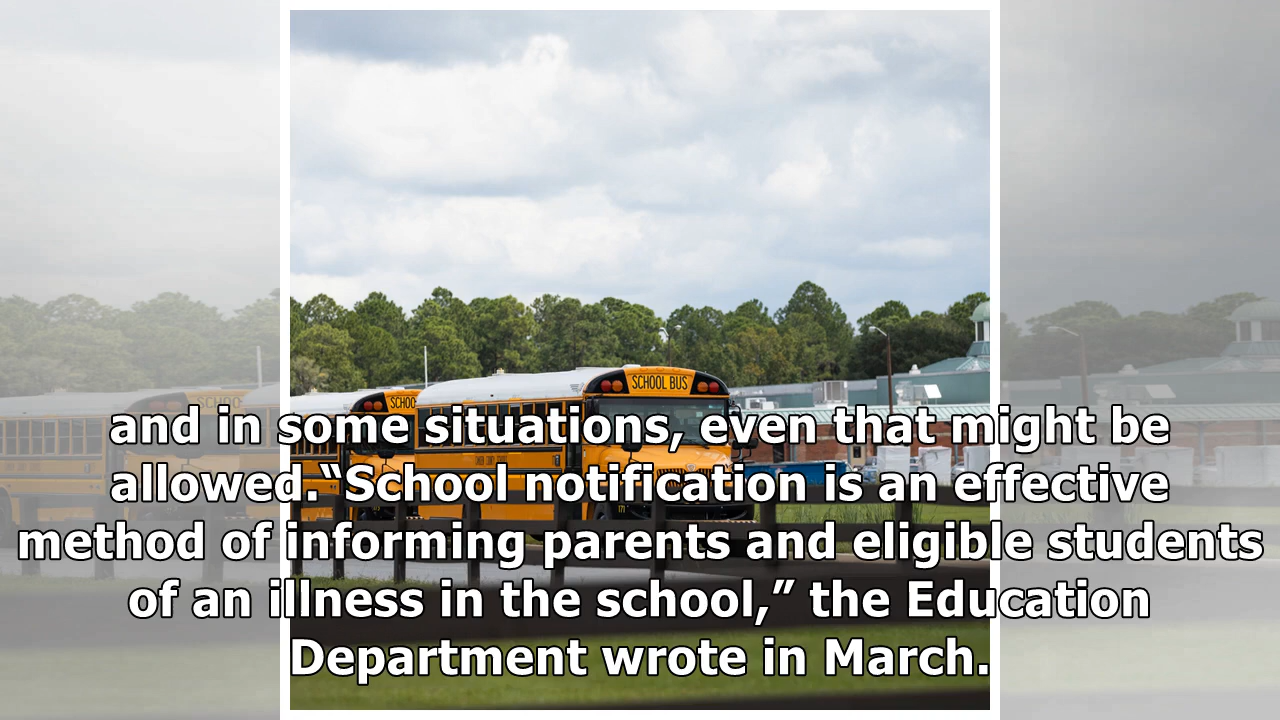 SCHOOL BUS
SCHOO
and in some situations, even that might be
allowed.“School notification is an effective
method of informing parents and eligible students
of an illness in the school,” the Education
Department wrote in March.